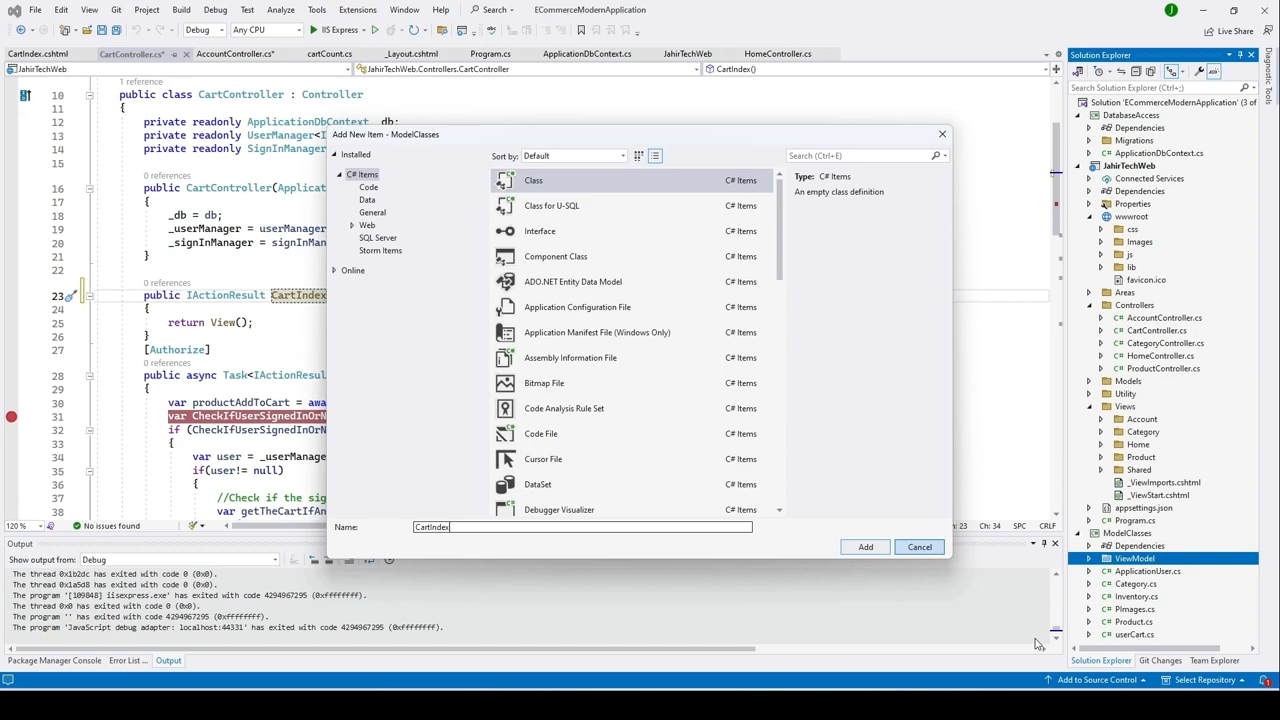 File Edit View Git Project Build Debug Test Analyze Tools Extensions Window Help Search ECommerceModernApplication J
Debug Any CPU IIS Express Live Share
CartIndex.cshtml CartController.cs* AccountController.cs* cartCount.cs _Layout.cshtml Program.cs ApplicationDbContext.cs JahirTechWeb HomeController.cs
JahirTechWeb JahirTechWeb.Controllers.CartController CartIndex()
1 reference
10 public class CartController : Controller
11 {
12 private readonly ApplicationDbContext _db;
13 private readonly UserManager<I
14 private readonly SignInManager
15
0 references
16 public CartController(Applicat
17 {
18 _db = db;
19 _userManager = userManager
20 _signInManager = signInMan
21 }
22
0 references
23 public IActionResult CartIndex
24 {
25 return View();
26 }
27 [Authorize]
0 references
28 public async Task<IActionResul
29 {
30 var productAddToCart = awa
31 var CheckIfUserSignedInOrN
32 if (CheckIfUserSignedInOrN
33 {
34 var user = _userManage
35 if(user!= null)
36 {
37 //Check if the sig
38 var getTheCartIfAn
120 % No issues found Ln: 23 Ch: 34 SPC CRLF
Add New Item - ModelClasses
Installed
C# Items
Code
Data
General
Web
SQL Server
Storm Items
Online
Sort by: Default
Search (Ctrl+E)
Class C# Items
Class for U-SQL C# Items
Interface C# Items
Component Class C# Items
ADO.NET Entity Data Model C# Items
Application Configuration File C# Items
Application Manifest File (Windows Only) C# Items
Assembly Information File C# Items
Bitmap File C# Items
Code Analysis Rule Set C# Items
Code File C# Items
Cursor File C# Items
DataSet C# Items
Debugger Visualizer C# Items
Type: C# Items
An empty class definition
Name: CartIndex
Add Cancel
Output
Show output from: Debug
The thread 0x1b2dc has exited with code 0 (0x0).
The thread 0x1a5d8 has exited with code 0 (0x0).
The program '[109848] iisexpress.exe' has exited with code 4294967295 (0xffffffff).
The thread 0x0 has exited with code 0 (0x0).
The program '' has exited with code 4294967295 (0xffffffff).
The program 'JavaScript debug adapter: localhost:44331' has exited with code 4294967295 (0xffffffff).
Package Manager Console Error List ... Output
Solution Explorer
Search Solution Explorer (Ctrl+;)
Solution 'ECommerceModernApplication' (3 of
DatabaseAccess
Dependencies
Migrations
ApplicationDbContext.cs
JahirTechWeb
Connected Services
Dependencies
Properties
wwwroot
css
Images
js
lib
favicon.ico
Areas
Controllers
AccountController.cs
CartController.cs
CategoryController.cs
HomeController.cs
ProductController.cs
Models
Utility
Views
Account
Category
Home
Product
Shared
_ViewImports.cshtml
_ViewStart.cshtml
appsettings.json
Program.cs
ModelClasses
Dependencies
ViewModel
ApplicationUser.cs
Category.cs
Inventory.cs
PImages.cs
Product.cs
userCart.cs
Solution Explorer Git Changes Team Explorer
Diagnostic Tools
Add to Source Control Select Repository 1